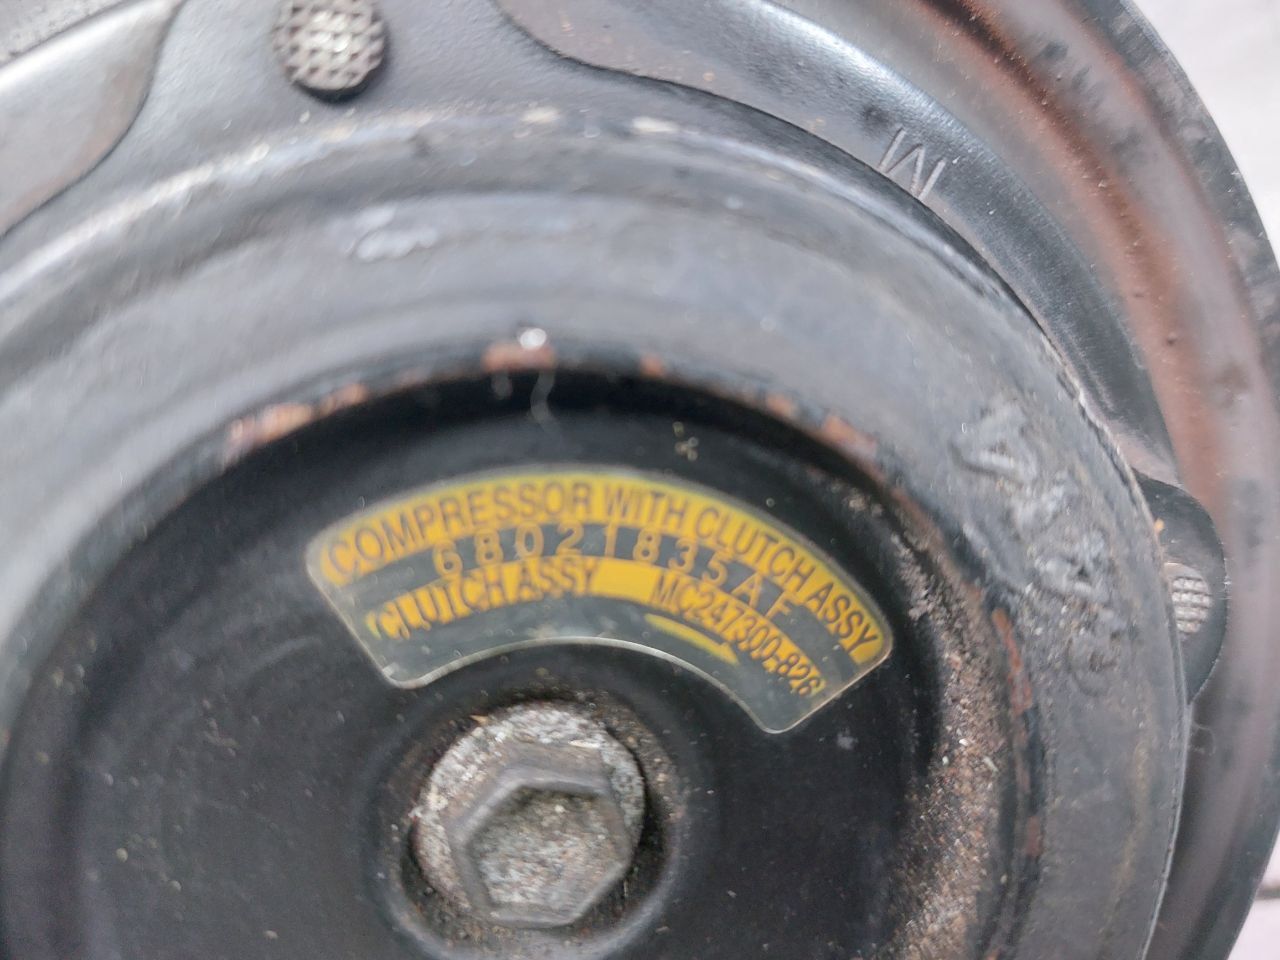 M
COMPRESSOR WITH CLUTCH ASSY
68021835AF
CLUTCH ASSY MC247300-826